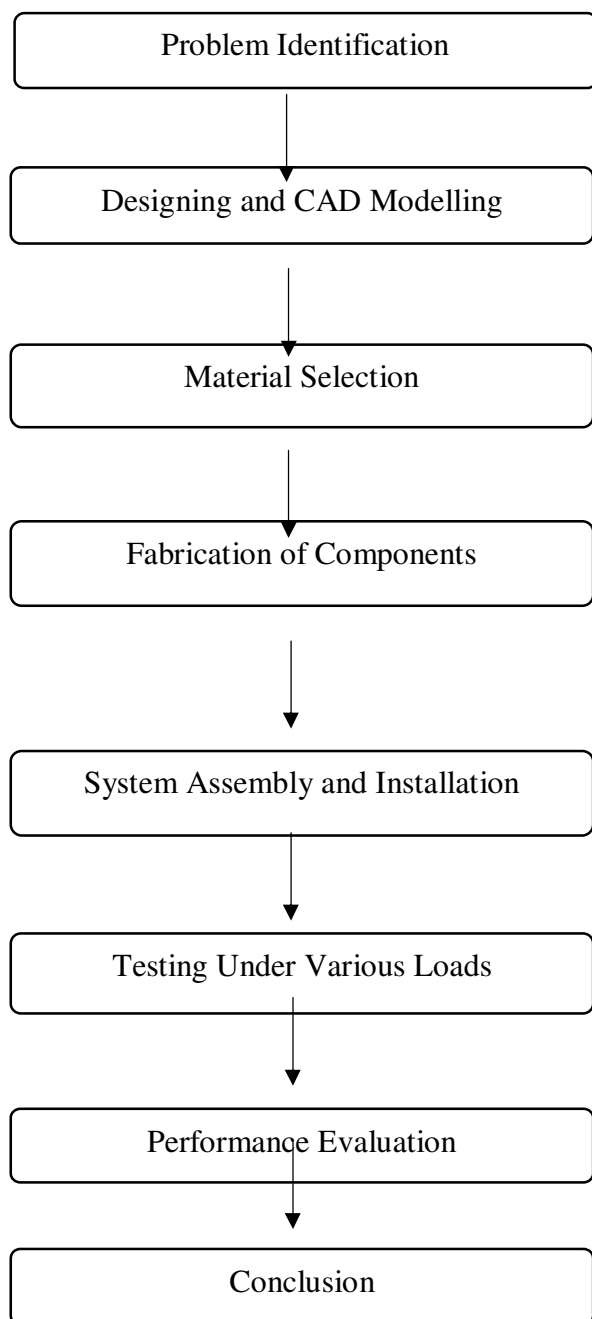 Problem Identification
Designing and CAD Modelling
Material Selection
Fabrication of Components
System Assembly and Installation
Testing Under Various Loads
Performance Evaluation
Conclusion